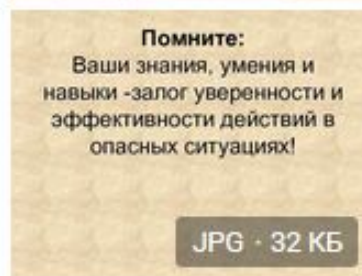 Помните:
Ваши знания, умения и
навыки -залог уверенности и
эффективности действий в
опасных ситуациях!
JPG · 32 КБ